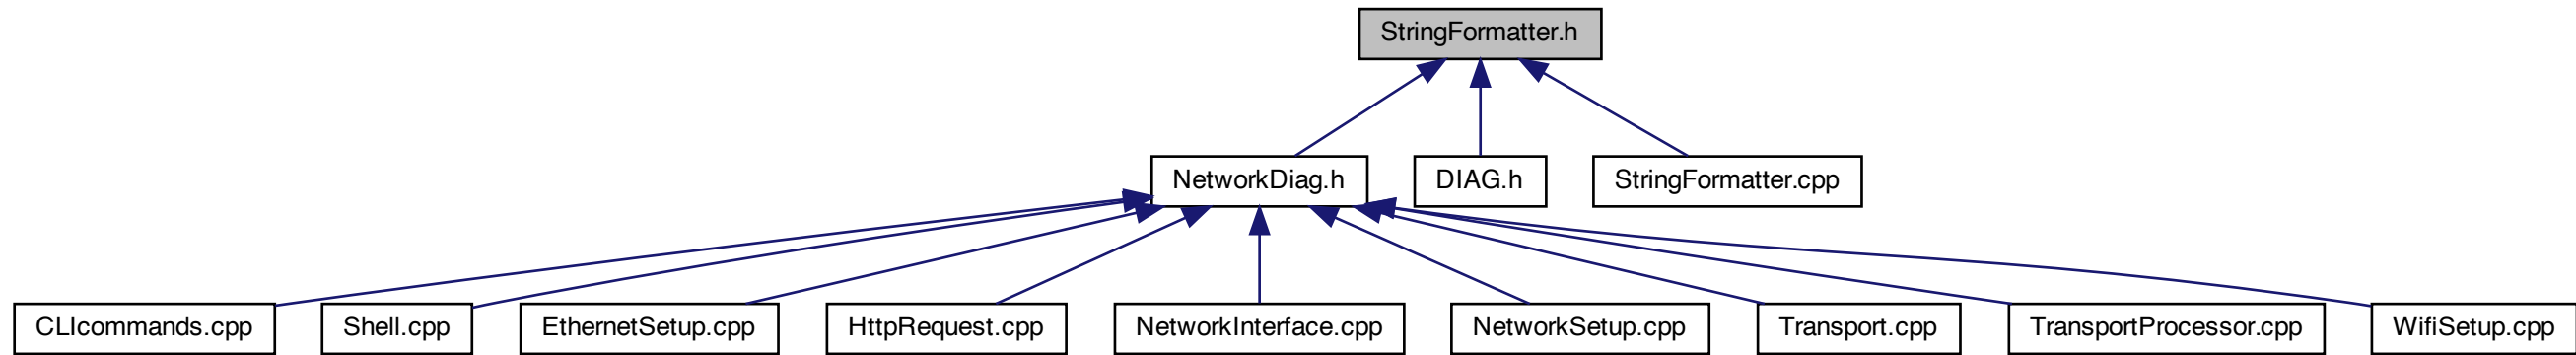 StringFormatter.h
NetworkDiag.h
DIAG.h
StringFormatter.cpp
CLIcommands.cpp
Shell.cpp
EthernetSetup.cpp
HttpRequest.cpp
NetworkInterface.cpp
NetworkSetup.cpp
Transport.cpp
TransportProcessor.cpp
WifiSetup.cpp